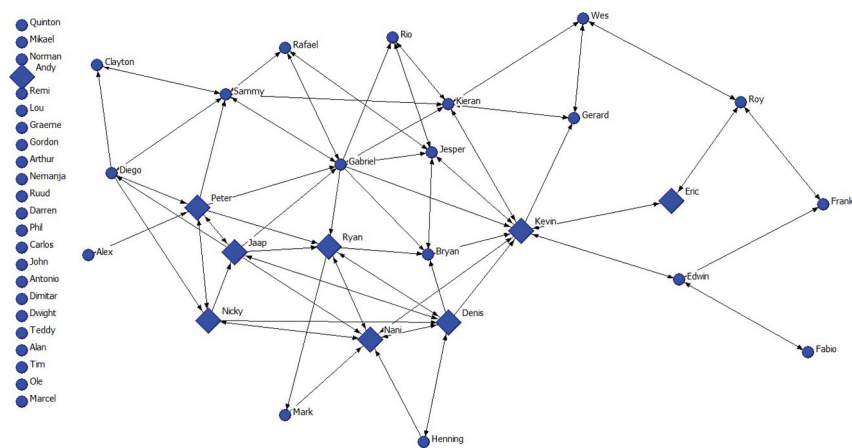 Quinton
Mikael
Norman
Andy
Remi
Lou
Graeme
Gordon
Arthur
Nemanja
Ruud
Darren
Phil
Carlos
John
Antonio
Dimitar
Dwight
Teddy
Alan
Tim
Ole
Marcel
Clayton
Rafael
Rio
Wes
Sammy
Kieran
Gerard
Roy
Diego
Gabriel
Jesper
Peter
Eric
Frank
Alex
Jaap
Ryan
Bryan
Kevin
Edwin
Nicky
Nani
Denis
Fabio
Mark
Henning